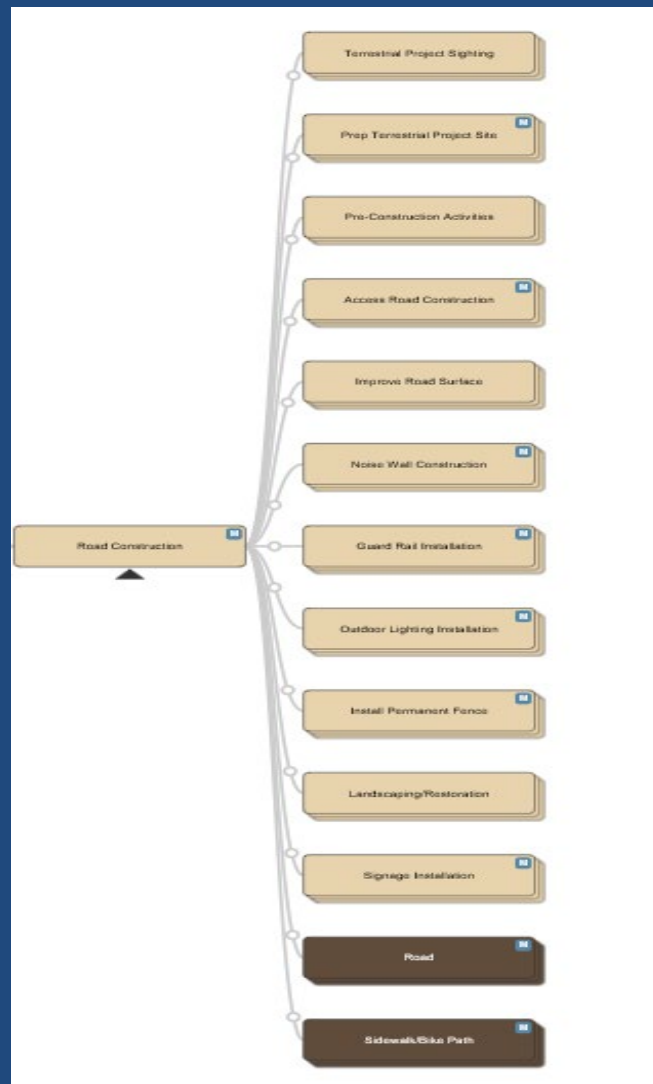 Terrestrial Project Sighting
Prep Terrestrial Project Site
Pre-Construction Activities
Access Road Construction
Improve Road Surface
Noise Wall Construction
Road Construction
Guard Rail Installation
Outdoor Lighting Installation
Install Permanent Fence
Landscaping/Restoration
Signage Installation
Road
Sidewalk/Bike Path